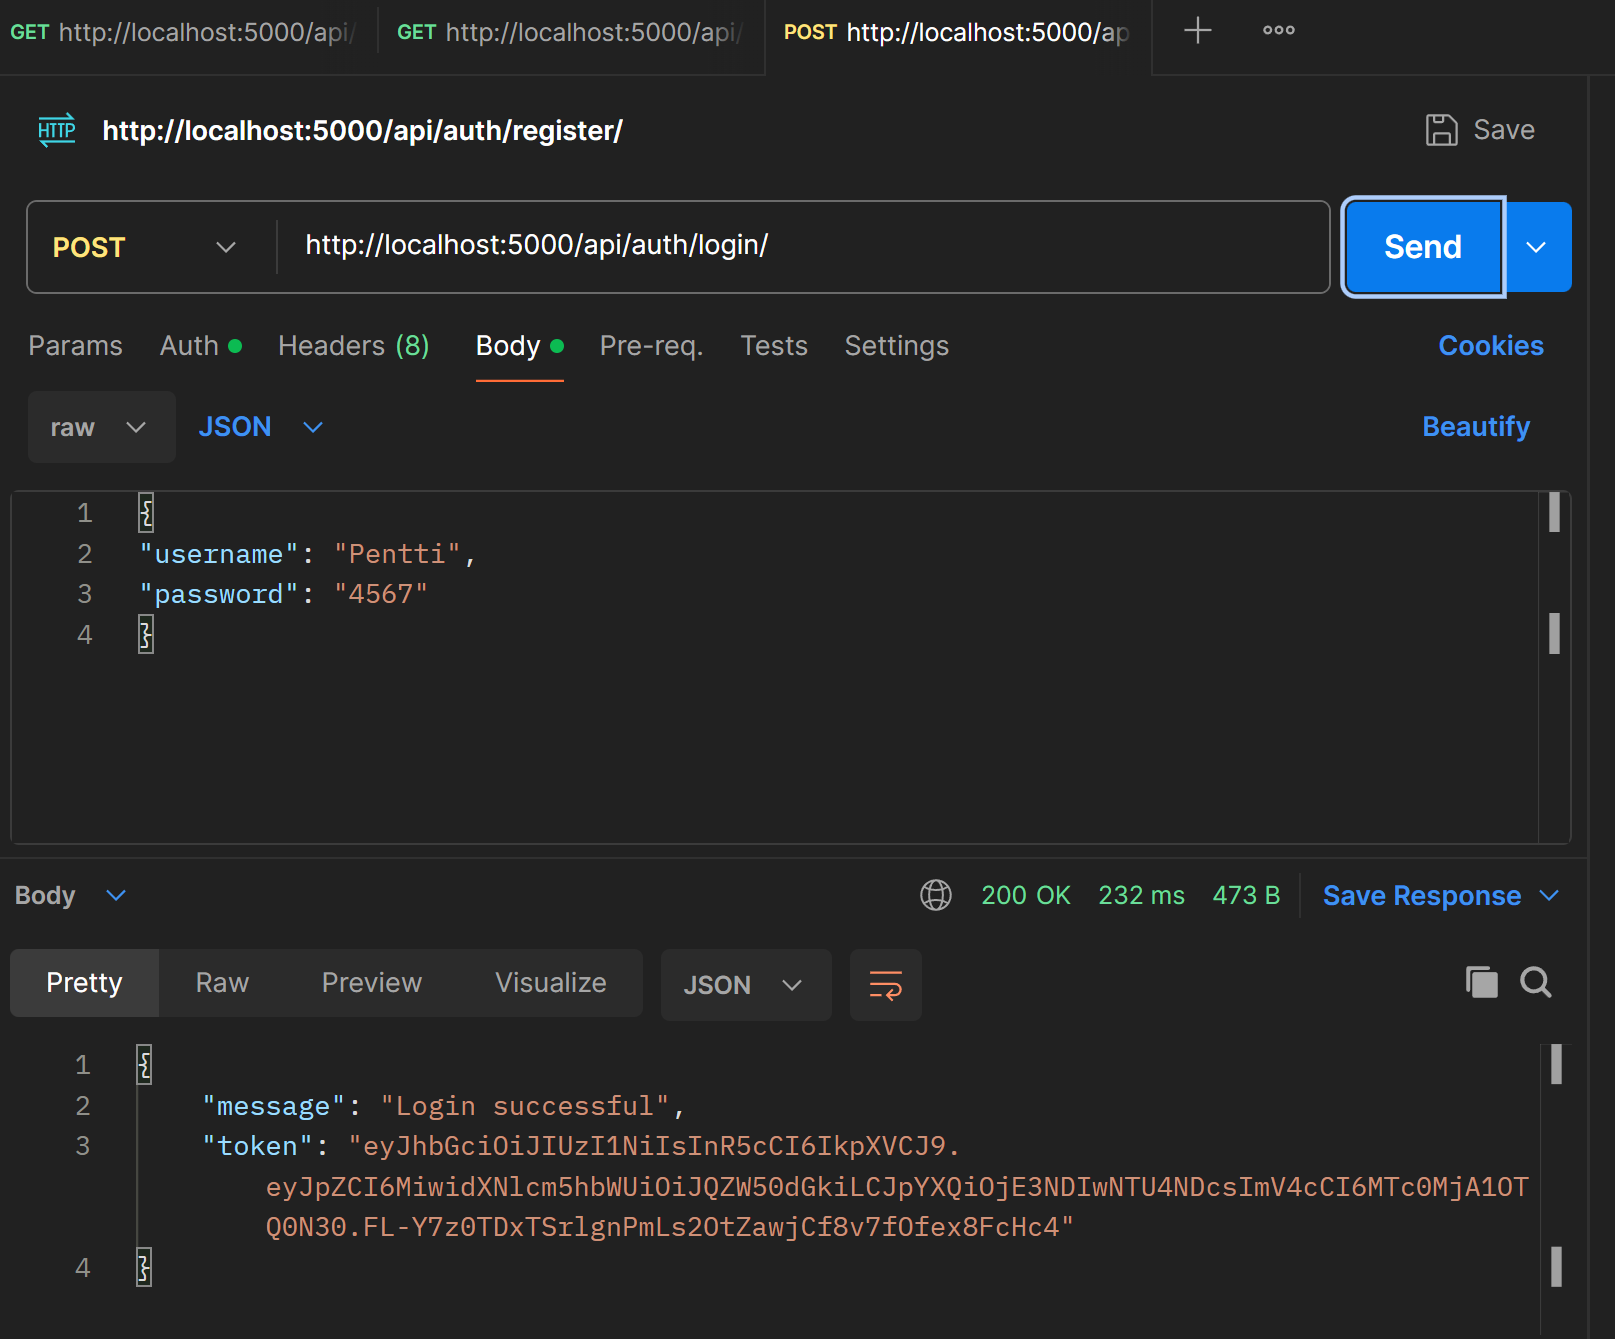 GET http://localhost:5000/api/ GET http://localhost:5000/api/ POST http://localhost:5000/ap
HTTP http://localhost:5000/api/auth/register/ Save
POST http://localhost:5000/api/auth/login/ Send
Params Auth Headers (8) Body Pre-req. Tests Settings Cookies
raw JSON Beautify
1 {
2 "username": "Pentti",
3 "password": "4567"
4 }
Body 200 OK 232 ms 473 B Save Response
Pretty Raw Preview Visualize JSON
1 {
2 "message": "Login successful",
3 "token": "eyJhbGciOiJIUzI1NiIsInR5cCI6IkpXVCJ9.
eyJpZCI6MiwidXNlcm5hbWUiOiJQZW50dGkiLCJpYXQiOjE3NDIwNTU4NDcsImV4cCI6MTc0MjA1OT
Q0N30.FL-Y7z0TDxTSrlgnPmLs2OtZawjCf8v7fOfex8FcHc4"
4 }